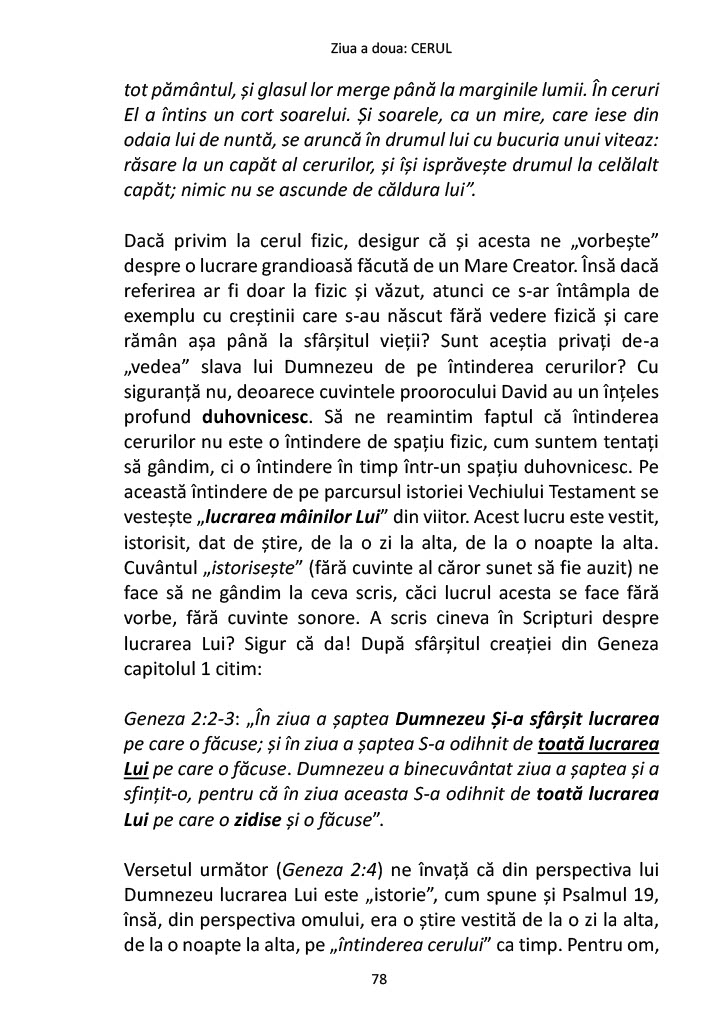 Ziua a doua: CERUL
tot pământul, și glasul lor merge până la marginile lumii. În ceruri
El a întins un cort soarelui. Și soarele, ca un mire, care iese din
odaia lui de nuntă, se aruncă în drumul lui cu bucuria unui viteaz:
răsare la un capăt al cerurilor, și își isprăvește drumul la celălalt
capăt; nimic nu se ascunde de căldura lui”.
Dacă privim la cerul fizic, desigur că și acesta ne „vorbește”
despre o lucrare grandioasă făcută de un Mare Creator. Însă dacă
referirea ar fi doar la fizic și văzut, atunci ce s-ar întâmpla de
exemplu cu creștinii care s-au născut fără vedere fizică și care
rămân așa până la sfârșitul vieții? Sunt aceștia privați de-a
„vedea” slava lui Dumnezeu de pe întinderea cerurilor? Cu
siguranță nu, deoarece cuvintele proorocului David au un înțeles
profund duhovnicesc. Să ne reamintim faptul că întinderea
cerurilor nu este o întindere de spațiu fizic, cum suntem tentați
să gândim, ci o întindere în timp într-un spațiu duhovnicesc. Pe
această întindere de pe parcursul istoriei Vechiului Testament se
vestește „lucrarea mâinilor Lui” din viitor. Acest lucru este vestit,
istorisit, dat de știre, de la o zi la alta, de la o noapte la alta.
Cuvântul „istorisește” (fără cuvinte al căror sunet să fie auzit) ne
face să ne gândim la ceva scris, căci lucrul acesta se face fără
vorbe, fără cuvinte sonore. A scris cineva în Scripturi despre
lucrarea Lui? Sigur că da! După sfârșitul creației din Geneza
capitolul 1 citim:
Geneza 2:2-3: „În ziua a șaptea Dumnezeu Și-a sfârșit lucrarea
pe care o făcuse; și în ziua a șaptea S-a odihnit de toată lucrarea
Lui pe care o făcuse. Dumnezeu a binecuvântat ziua a șaptea și a
sfințit-o, pentru că în ziua aceasta S-a odihnit de toată lucrarea
Lui pe care o zidise și o făcuse”.
Versetul următor (Geneza 2:4) ne învață că din perspectiva lui
Dumnezeu lucrarea Lui este „istorie”, cum spune și Psalmul 19,
însă, din perspectiva omului, era o știre vestită de la o zi la alta,
de la o noapte la alta, pe „întinderea cerului” ca timp. Pentru om,
78